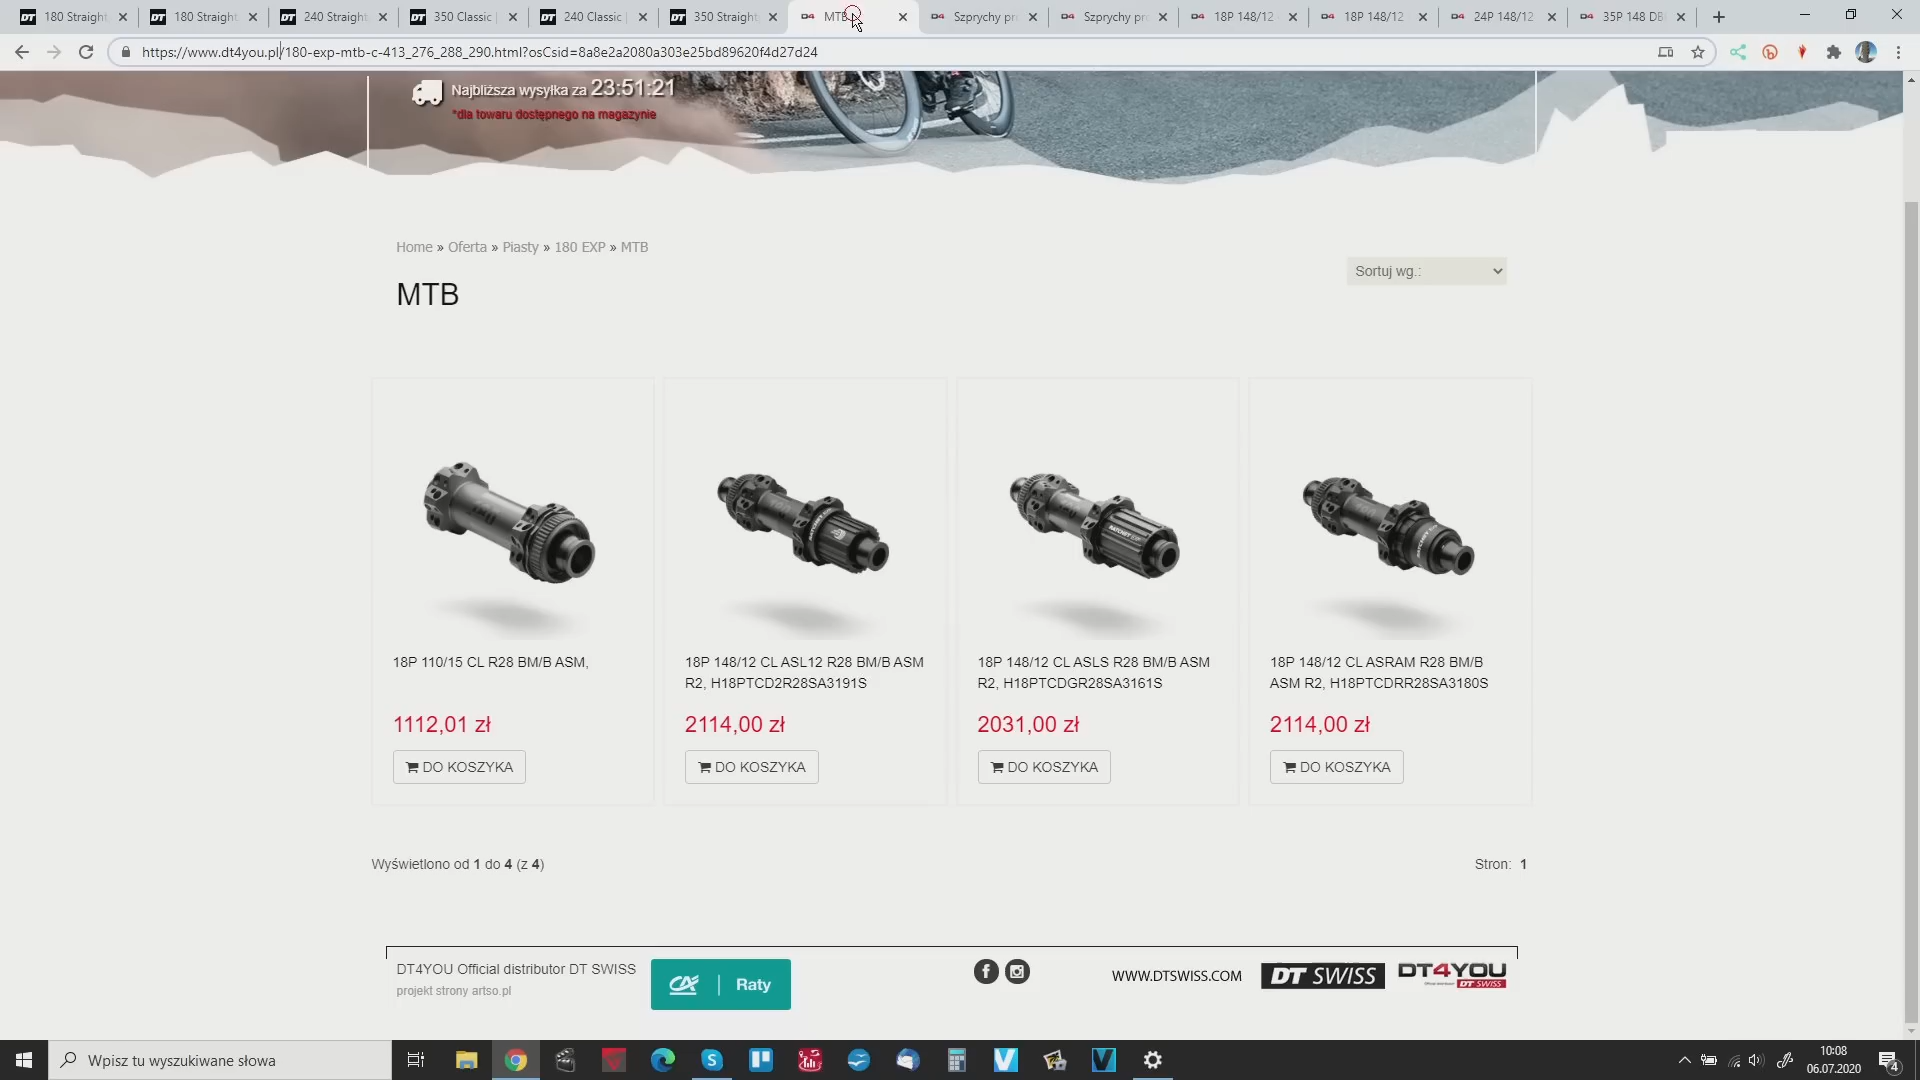 180 Straight
180 Straight
240 Straight
350 Classic |
240 Classic |
350 Straight
MTB
Szprychy pr
Szprychy pr
18P 148/12
18P 148/12
24P 148/12
35P 148 DB
https://www.dt4you.pl/180-exp-mtb-c-413_276_288_290.html?osCsid=8a8e2a2080a303e25bd89620f4d27d24
Najbliższa wysyłka za 23:51:21
*dla towaru dostępnego na magazynie
Home » Oferta » Piasty » 180 EXP » MTB
Sortuj wg.:
MTB
18P 110/15 CL R28 BM/B ASM,
1112,01 zł
DO KOSZYKA
18P 148/12 CL ASL12 R28 BM/B ASM
R2, H18PTCD2R28SA3191S
2114,00 zł
DO KOSZYKA
18P 148/12 CL ASLS R28 BM/B ASM
R2, H18PTCDGR28SA3161S
2031,00 zł
DO KOSZYKA
18P 148/12 CL ASRAM R28 BM/B
ASM R2, H18PTCDRR28SA3180S
2114,00 zł
DO KOSZYKA
Wyświetlono od 1 do 4 (z 4)
Stron: 1
DT4YOU Official distributor DT SWISS
projekt strony artso.pl
CA | Raty
WWW.DTSWISS.COM
DT SWISS
DT4YOU
DT SWISS
Wpisz tu wyszukiwane słowa
10:08
06.07.2020
4